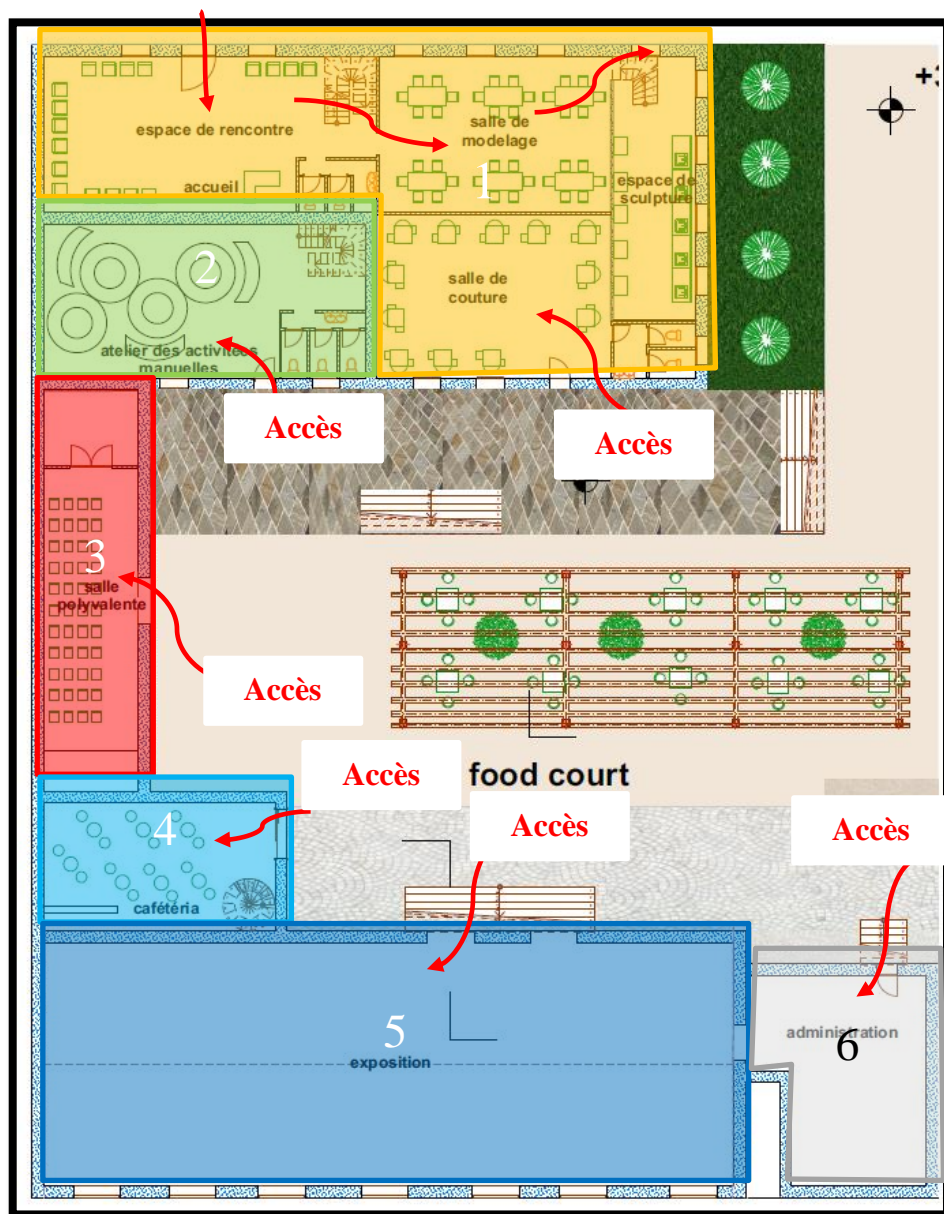 +3
espace de rencontre
salle de
modelage
1
accueil
espace de
sculpture
2
salle de
couture
atelier des activitées
manuelles
Accès
Accès
3
salle
polyvalente
Accès
Accès
food court
4
Accès
Accès
cafétéria
5
exposition
administration
6